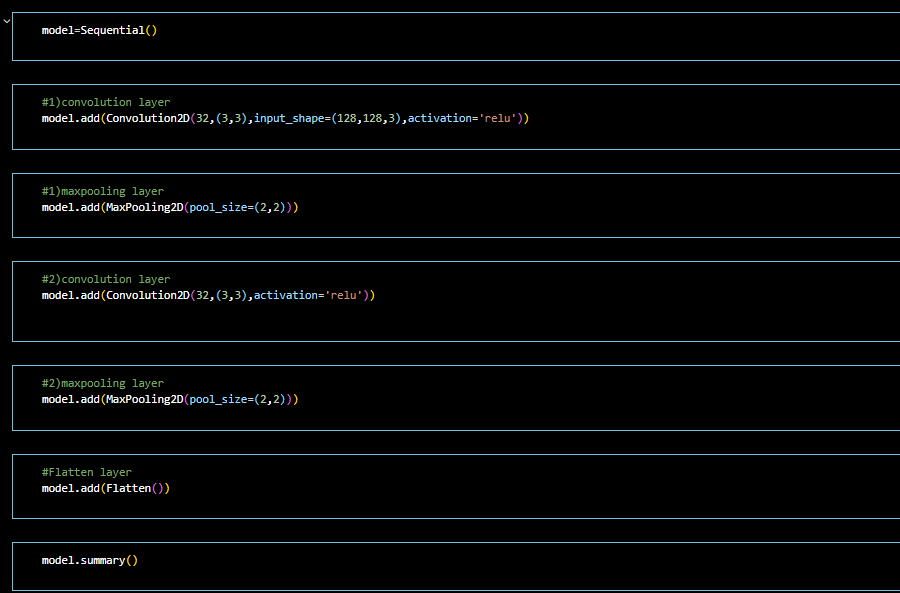 model=Sequential()
#1)convolution layer
model.add(Convolution2D(32,(3,3),input_shape=(128,128,3),activation='relu'))
#1)maxpooling layer
model.add(MaxPooling2D(pool_size=(2,2)))
#2)convolution layer
model.add(Convolution2D(32,(3,3),activation='relu'))
#2)maxpooling layer
model.add(MaxPooling2D(pool_size=(2,2)))
#Flatten layer
model.add(Flatten())
model.summary()